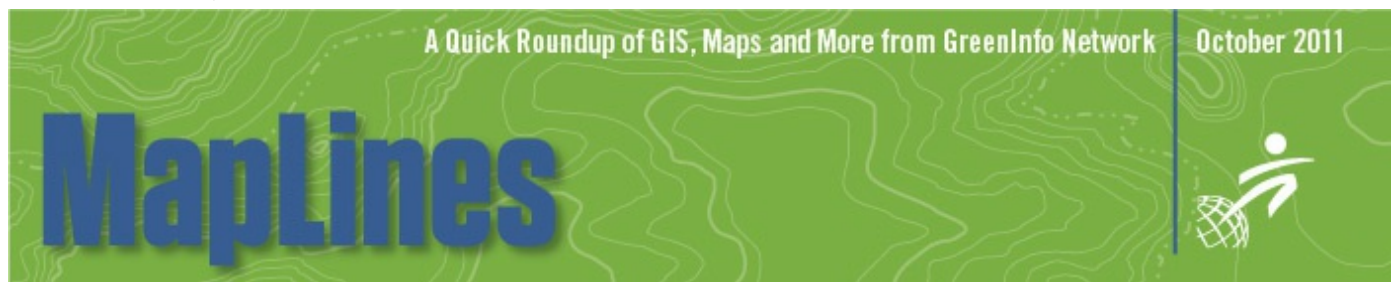 A Quick Roundup of GIS, Maps and More from GreenInfo Network
October 2011
MapLines